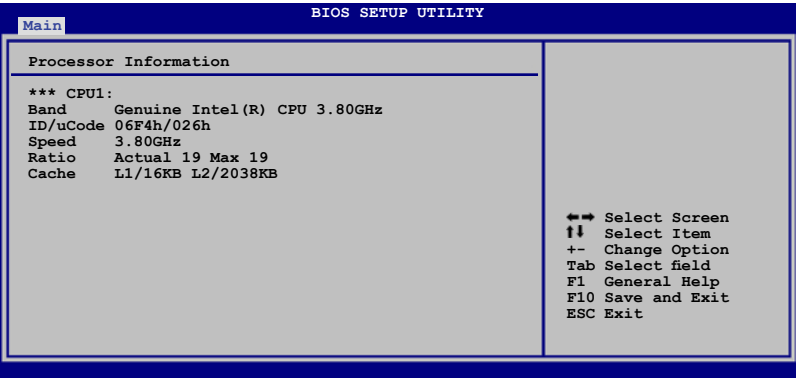 BIOS SETUP UTILITY
Main
Processor Information
*** CPU1:
Band Genuine Intel(R) CPU 3.80GHz
ID/uCode 06F4h/026h
Speed 3.80GHz
Ratio Actual 19 Max 19
Cache L1/16KB L2/2038KB
←→ Select Screen
↑↓ Select Item
+- Change Option
Tab Select field
F1 General Help
F10 Save and Exit
ESC Exit